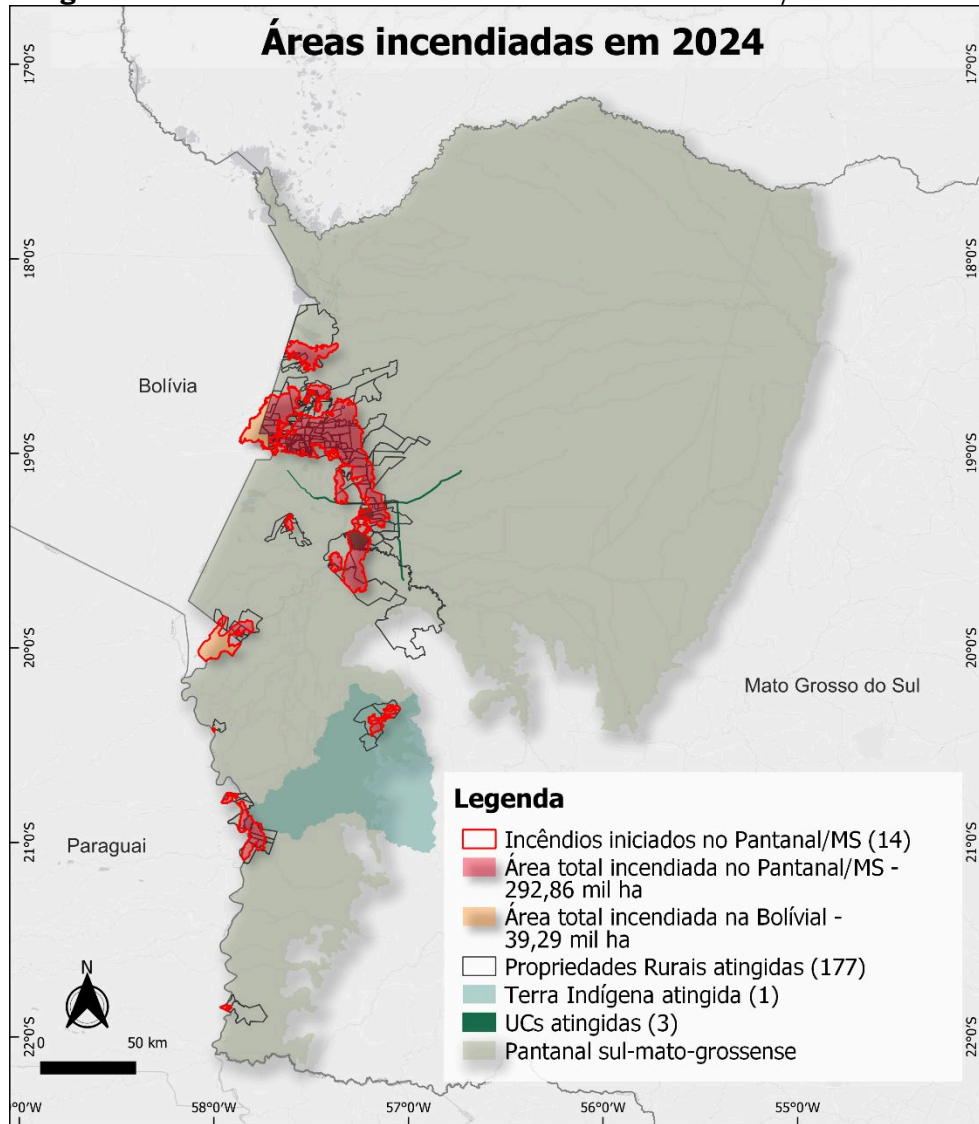 Áreas incendiadas em 2024
17°0'S
17°0'S
18°0'S
18°0'S
Bolívia
19°0'S
19°0'S
20°0'S
20°0'S
Mato Grosso do Sul
Paraguai
21°0'S
21°0'S
22°0'S
22°0'S
Legenda
Incêndios iniciados no Pantanal/MS (14)
Área total incendiada no Pantanal/MS -
292,86 mil ha
Área total incendiada na Bolívial -
39,29 mil ha
Propriedades Rurais atingidas (177)
Terra Indígena atingida (1)
UCs atingidas (3)
Pantanal sul-mato-grossense
N
0 50 km
°0'W
58°0'W
57°0'W
56°0'W
55°0'W